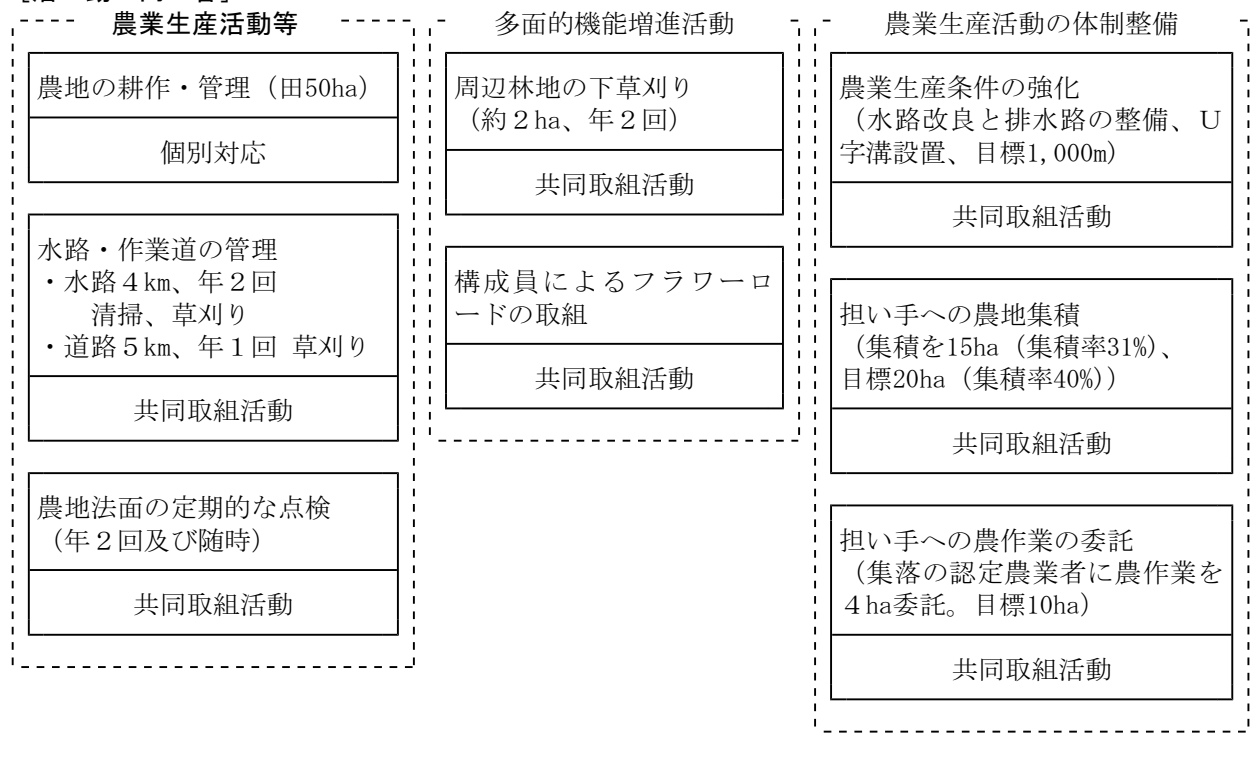 農業生産活動等
農地の耕作・管理（田50ha）
個別対応
水路・作業道の管理
・水路４km、年２回
清掃、草刈り
・道路５km、年１回 草刈り
共同取組活動
農地法面の定期的な点検
（年２回及び随時）
共同取組活動
多面的機能増進活動
周辺林地の下草刈り
（約２ha、年２回）
共同取組活動
構成員によるフラワーロ
ードの取組
共同取組活動
農業生産活動の体制整備
農業生産条件の強化
（水路改良と排水路の整備、Ｕ
字溝設置、目標1,000m）
共同取組活動
担い手への農地集積
（集積を15ha（集積率31%）、
目標20ha（集積率40%））
共同取組活動
担い手への農作業の委託
（集落の認定農業者に農作業を
４ha委託。目標10ha）
共同取組活動